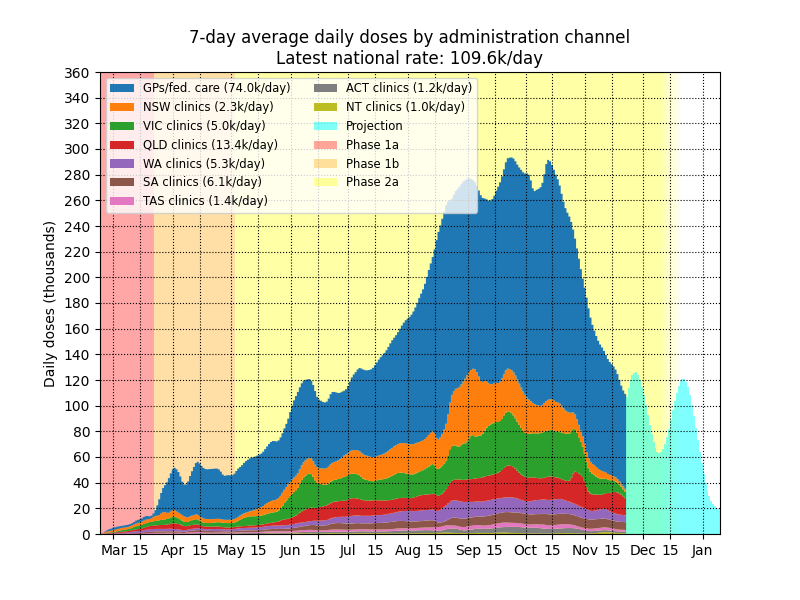 7-day average daily doses by administration channel
Latest national rate: 109.6k/day
Daily doses (thousands)
360
340
320
300
280
260
240
220
200
180
160
140
120
100
80
60
40
20
0
GPs/fed. care (74.0k/day)
NSW clinics (2.3k/day)
VIC clinics (5.0k/day)
QLD clinics (13.4k/day)
WA clinics (5.3k/day)
SA clinics (6.1k/day)
TAS clinics (1.4k/day)
ACT clinics (1.2k/day)
NT clinics (1.0k/day)
Projection
Phase 1a
Phase 1b
Phase 2a
Mar 15 Apr 15 May 15 Jun 15 Jul 15 Aug 15 Sep 15 Oct 15 Nov 15 Dec 15 Jan